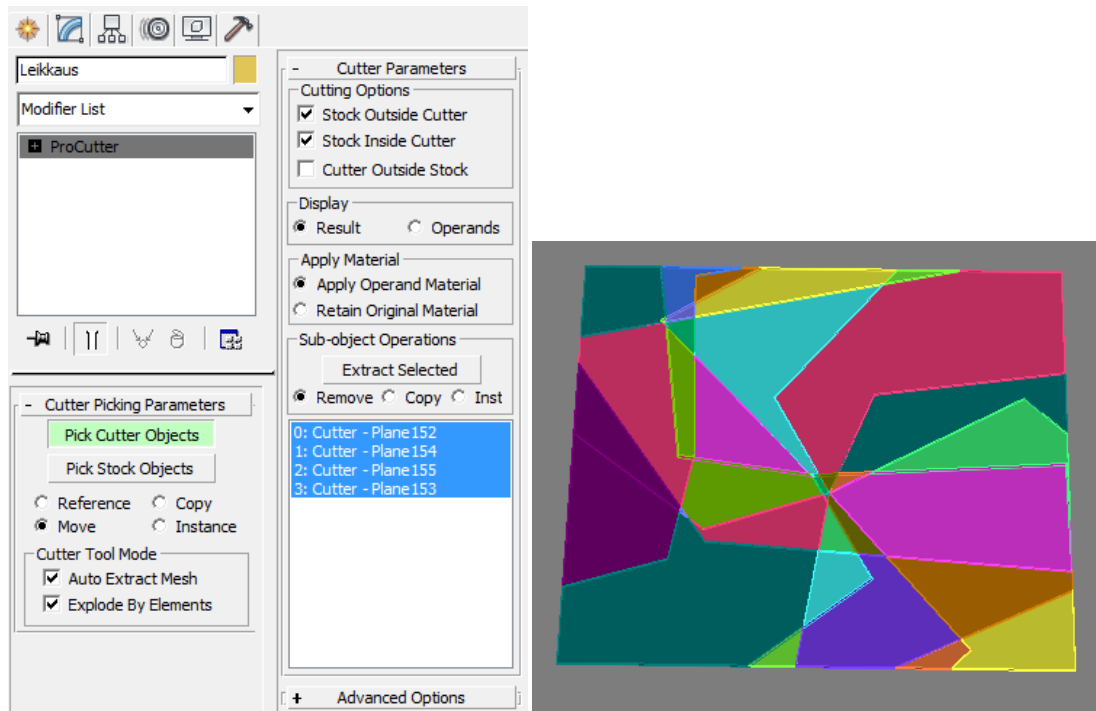 Leikkaus
Modifier List
ProCutter
- Cutter Picking Parameters
Pick Cutter Objects
Pick Stock Objects
Reference Copy
Move Instance
Cutter Tool Mode
Auto Extract Mesh
Explode By Elements
- Cutter Parameters
Cutting Options
Stock Outside Cutter
Stock Inside Cutter
Cutter Outside Stock
Display
Result Operands
Apply Material
Apply Operand Material
Retain Original Material
Sub-object Operations
Extract Selected
Remove Copy Inst
0: Cutter - Plane152
1: Cutter - Plane154
2: Cutter - Plane155
3: Cutter - Plane153
+ Advanced Options